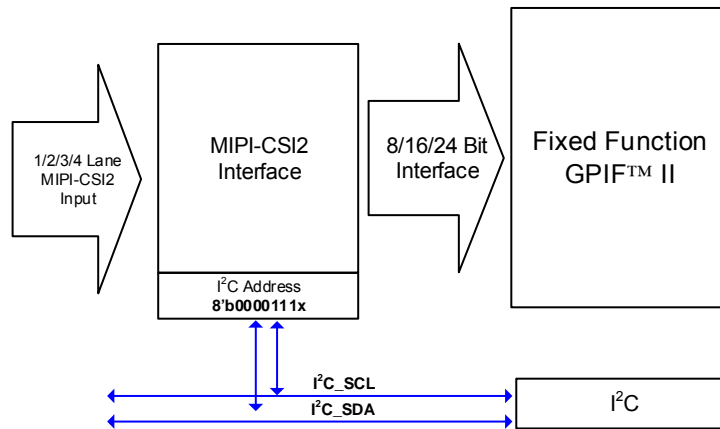 1/2/3/4 Lane
MIPI-CSI2
Input
MIPI-CSI2
Interface
I²C Address
8'b0000111x
8/16/24 Bit
Interface
Fixed Function
GPIF™ II
I²C_SCL
I²C_SDA
I²C